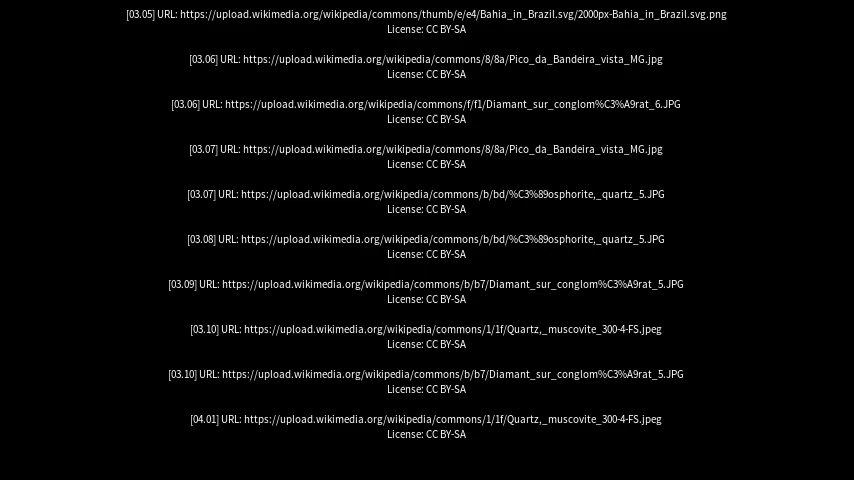 [03.05] URL: https://upload.wikimedia.org/wikipedia/commons/thumb/e/e4/Bahia_in_Brazil.svg/2000px-Bahia_in_Brazil.svg.png
License: CC BY-SA
[03.06] URL: https://upload.wikimedia.org/wikipedia/commons/8/8a/Pico_da_Bandeira_vista_MG.jpg
License: CC BY-SA
[03.06] URL: https://upload.wikimedia.org/wikipedia/commons/f/f1/Diamant_sur_conglom%C3%A9rat_6.JPG
License: CC BY-SA
[03.07] URL: https://upload.wikimedia.org/wikipedia/commons/8/8a/Pico_da_Bandeira_vista_MG.jpg
License: CC BY-SA
[03.07] URL: https://upload.wikimedia.org/wikipedia/commons/b/bd/%C3%89osphorite,_quartz_5.JPG
License: CC BY-SA
[03.08] URL: https://upload.wikimedia.org/wikipedia/commons/b/bd/%C3%89osphorite,_quartz_5.JPG
License: CC BY-SA
[03.09] URL: https://upload.wikimedia.org/wikipedia/commons/b/b7/Diamant_sur_conglom%C3%A9rat_5.JPG
License: CC BY-SA
[03.10] URL: https://upload.wikimedia.org/wikipedia/commons/1/1f/Quartz,_muscovite_300-4-FS.jpeg
License: CC BY-SA
[03.10] URL: https://upload.wikimedia.org/wikipedia/commons/b/b7/Diamant_sur_conglom%C3%A9rat_5.JPG
License: CC BY-SA
[04.01] URL: https://upload.wikimedia.org/wikipedia/commons/1/1f/Quartz,_muscovite_300-4-FS.jpeg
License: CC BY-SA